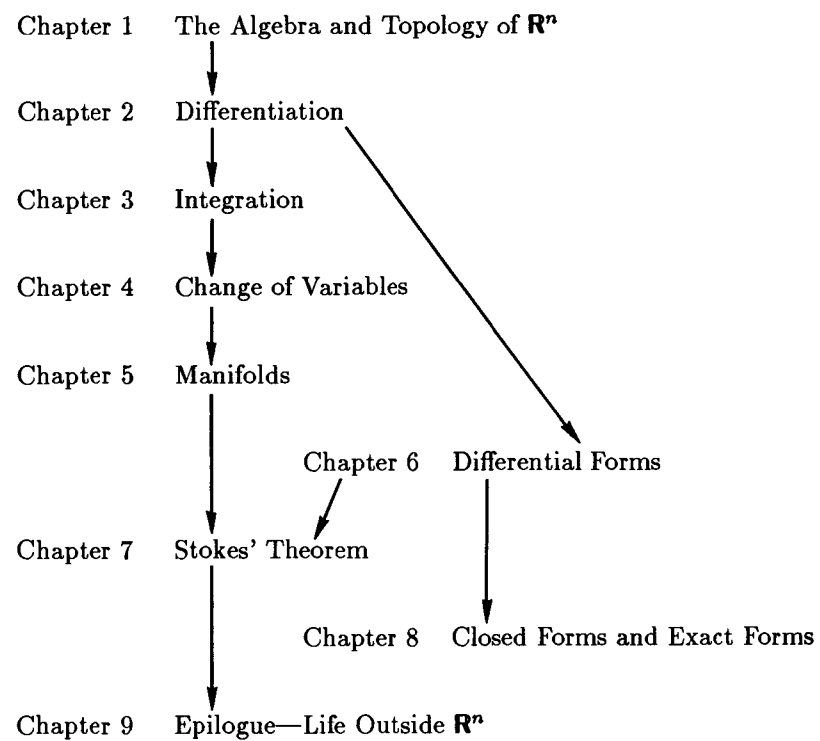 Chapter 1 The Algebra and Topology of Rⁿ
Chapter 2 Differentiation
Chapter 3 Integration
Chapter 4 Change of Variables
Chapter 5 Manifolds
Chapter 6 Differential Forms
Chapter 7 Stokes' Theorem
Chapter 8 Closed Forms and Exact Forms
Chapter 9 Epilogue—Life Outside Rⁿ